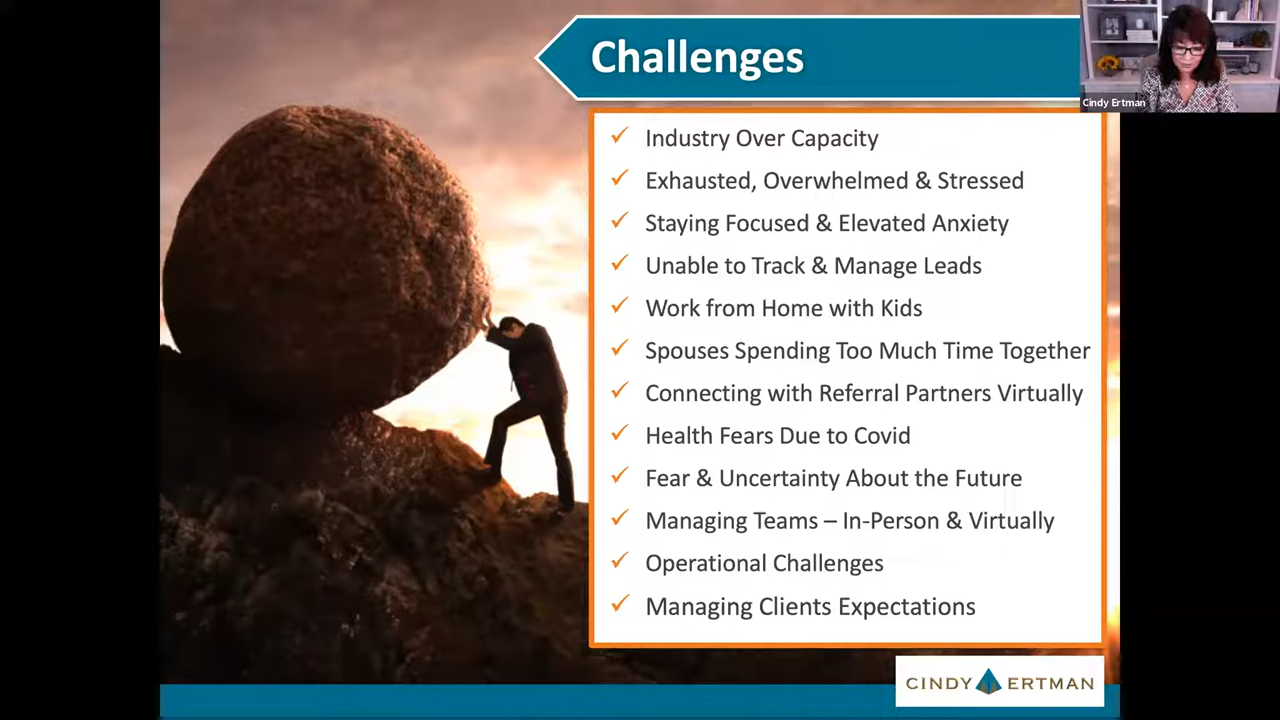 Challenges
Cindy Ertman
Industry Over Capacity
Exhausted, Overwhelmed & Stressed
Staying Focused & Elevated Anxiety
Unable to Track & Manage Leads
Work from Home with Kids
Spouses Spending Too Much Time Together
Connecting with Referral Partners Virtually
Health Fears Due to Covid
Fear & Uncertainty About the Future
Managing Teams – In-Person & Virtually
Operational Challenges
Managing Clients Expectations
CINDY ERTMAN